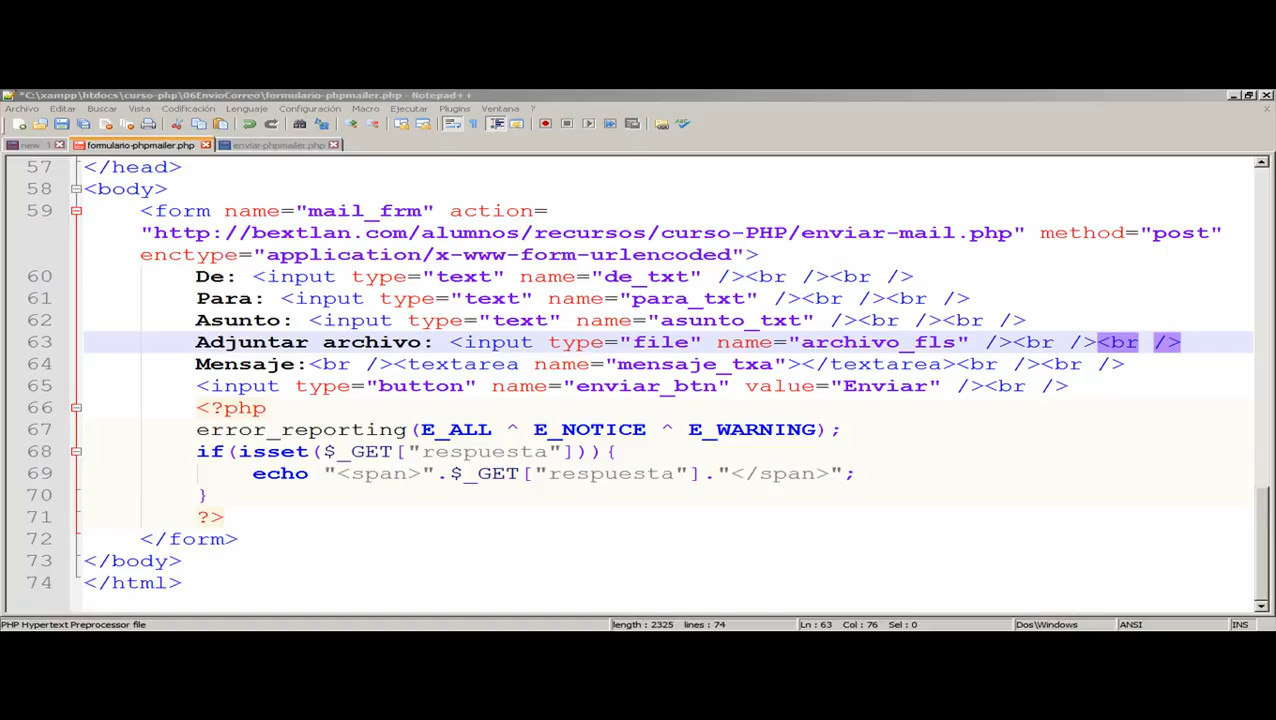 *C:\xampp\htdocs\curso-php\06EnvioCorreo\formulario-phpmailer.php - Notepad++
Archivo Editar Buscar Vista Codificación Lenguaje Configuración Macro Ejecutar Plugins Ventana ?
new 1 formulario-phpmailer.php enviar-phpmailer.php
57 </head>
58 <body>
59 <form name="mail_frm" action=
"http://bextlan.com/alumnos/recursos/curso-PHP/enviar-mail.php" method="post"
enctype="application/x-www-form-urlencoded">
60 De: <input type="text" name="de_txt" /><br /><br />
61 Para: <input type="text" name="para_txt" /><br /><br />
62 Asunto: <input type="text" name="asunto_txt" /><br /><br />
63 Adjuntar archivo: <input type="file" name="archivo_fls" /><br /><br />
64 Mensaje:<br /><textarea name="mensaje_txa"></textarea><br /><br />
65 <input type="button" name="enviar_btn" value="Enviar" /><br />
66 <?php
67 error_reporting(E_ALL ^ E_NOTICE ^ E_WARNING);
68 if(isset($_GET["respuesta"])){
69 echo "<span>".$_GET["respuesta"]."</span>";
70 }
71 ?>
72 </form>
73 </body>
74 </html>
PHP Hypertext Preprocessor file length : 2325 lines : 74 Ln : 63 Col : 76 Sel : 0 Dos\Windows ANSI INS